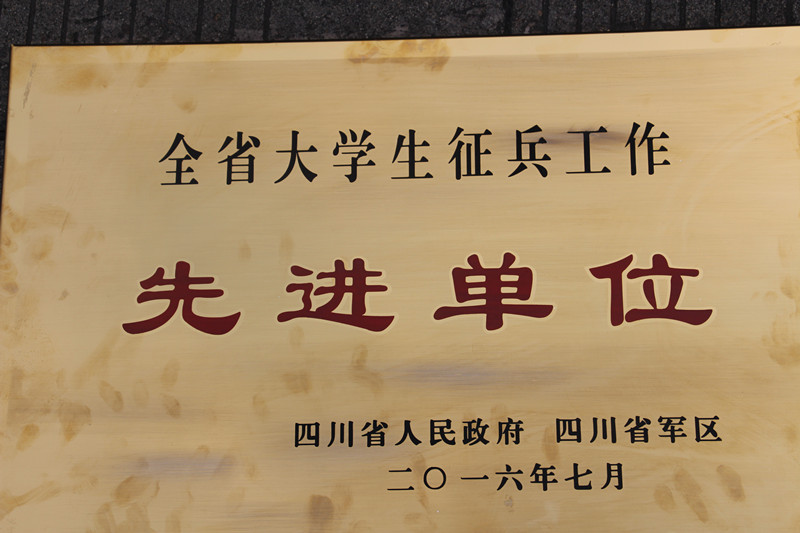 全省大学生征兵工作
先进单位
四川省人民政府 四川省军区
二〇一六年七月